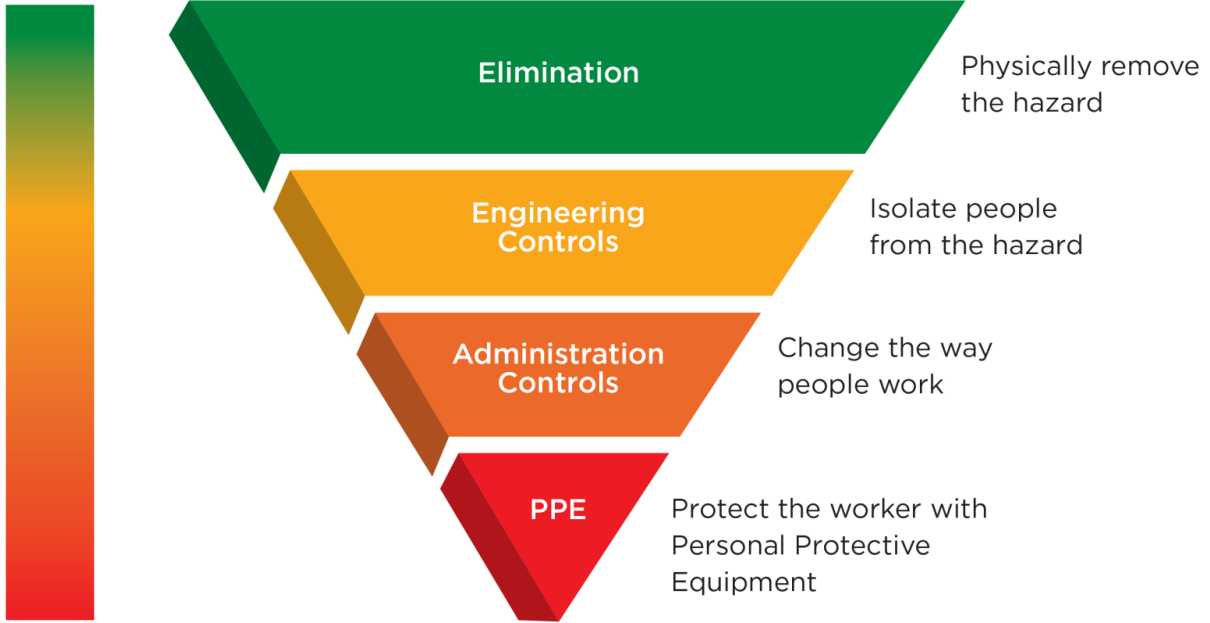 Elimination
Physically remove
the hazard
Engineering
Controls
Isolate people
from the hazard
Administration
Controls
Change the way
people work
PPE
Protect the worker with
Personal Protective
Equipment